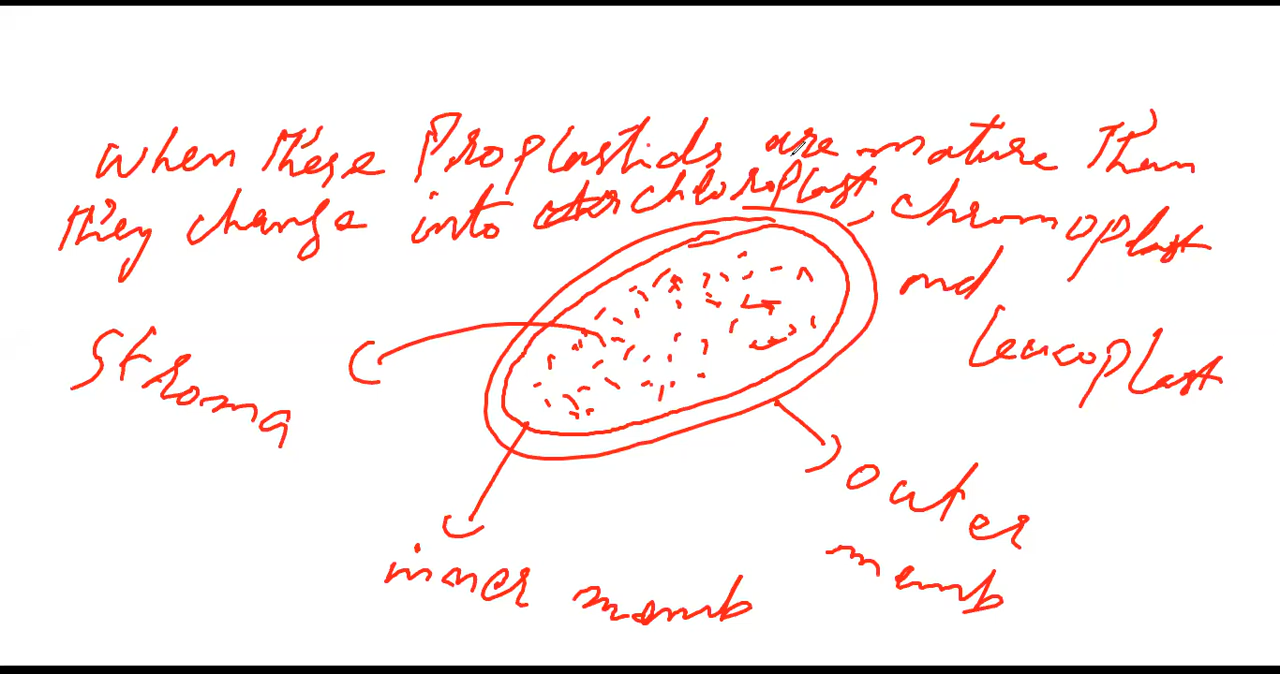 when these Proplastids are mature then
they change into chloroplast, chromoplast
and
leucoplast
Stroma
outer
memb
inner memb